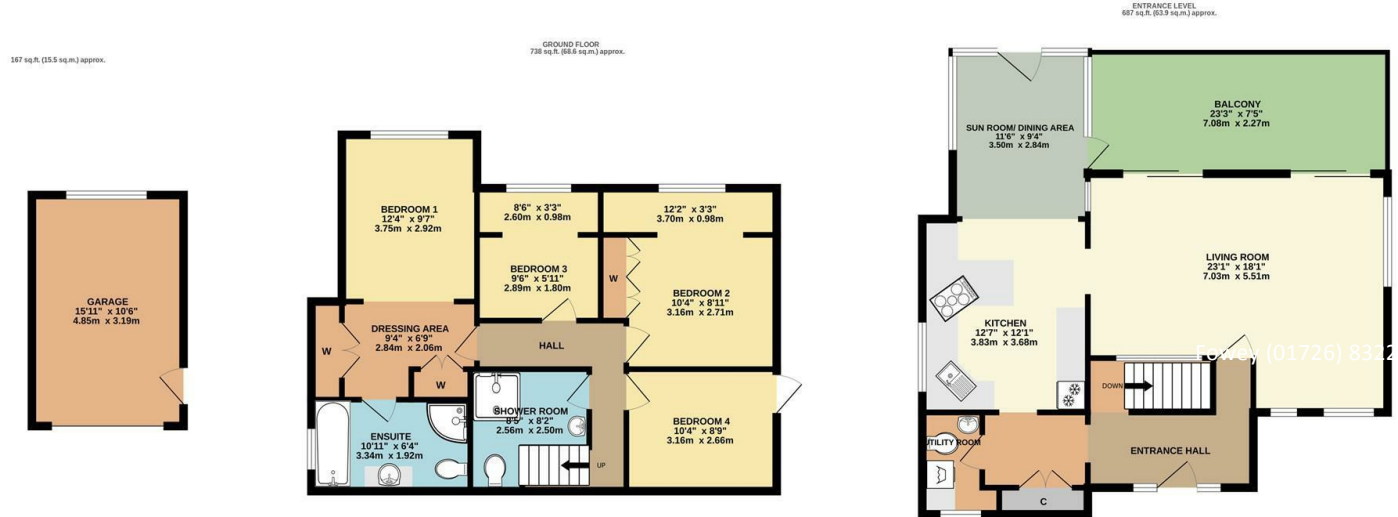 167 sq.ft. (15.5 sq.m.) approx.
GARAGE
15'11" x 10'6"
4.85m x 3.19m
GROUND FLOOR
738 sq.ft. (68.6 sq.m.) approx.
BEDROOM 1
12'4" x 9'7"
3.75m x 2.92m
8'6" x 3'3"
2.60m x 0.98m
12'2" x 3'3"
3.70m x 0.98m
BEDROOM 3
9'6" x 5'11"
2.89m x 1.80m
W
BEDROOM 2
10'4" x 8'11"
3.16m x 2.71m
DRESSING AREA
9'4" x 6'9"
2.84m x 2.06m
W
W
HALL
SHOWER ROOM
8'5" x 8'2"
2.56m x 2.50m
BEDROOM 4
10'4" x 8'9"
3.16m x 2.66m
ENSUITE
10'11" x 6'4"
3.34m x 1.92m
UP
ENTRANCE LEVEL
687 sq.ft. (63.9 sq.m.) approx.
SUN ROOM/ DINING AREA
11'6" x 9'4"
3.50m x 2.84m
BALCONY
23'3" x 7'5"
7.08m x 2.27m
LIVING ROOM
23'1" x 18'1"
7.03m x 5.51m
KITCHEN
12'7" x 12'1"
3.83m x 3.68m
Fowey (01726) 8322
DOWN
UTILITY ROOM
ENTRANCE HALL
C